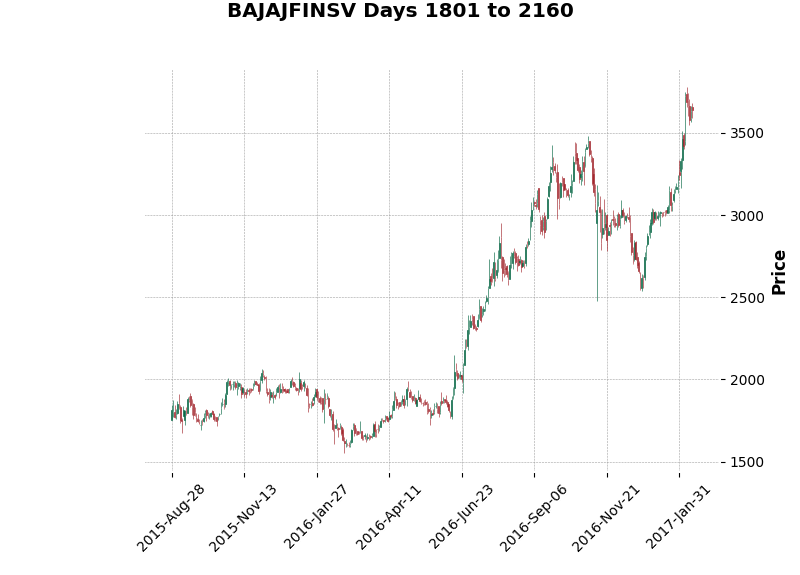 BAJAJFINSV Days 1801 to 2160
3500
3000
2500
2000
1500
Price
2015-Aug-28
2015-Nov-13
2016-Jan-27
2016-Apr-11
2016-Jun-23
2016-Sep-06
2016-Nov-21
2017-Jan-31